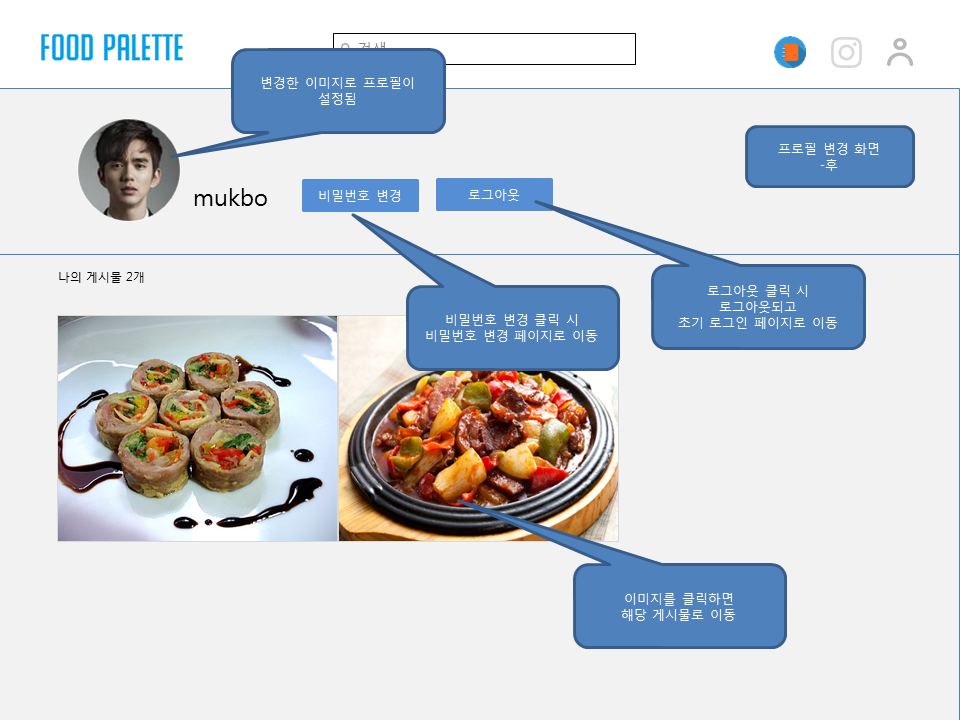 FOOD PALETTE
변경한 이미지로 프로필이
설정됨
프로필 변경 화면
-후
mukbo
비밀번호 변경
로그아웃
나의 게시물 2개
로그아웃 클릭 시
로그아웃되고
초기 로그인 페이지로 이동
비밀번호 변경 클릭 시
비밀번호 변경 페이지로 이동
이미지를 클릭하면
해당 게시물로 이동